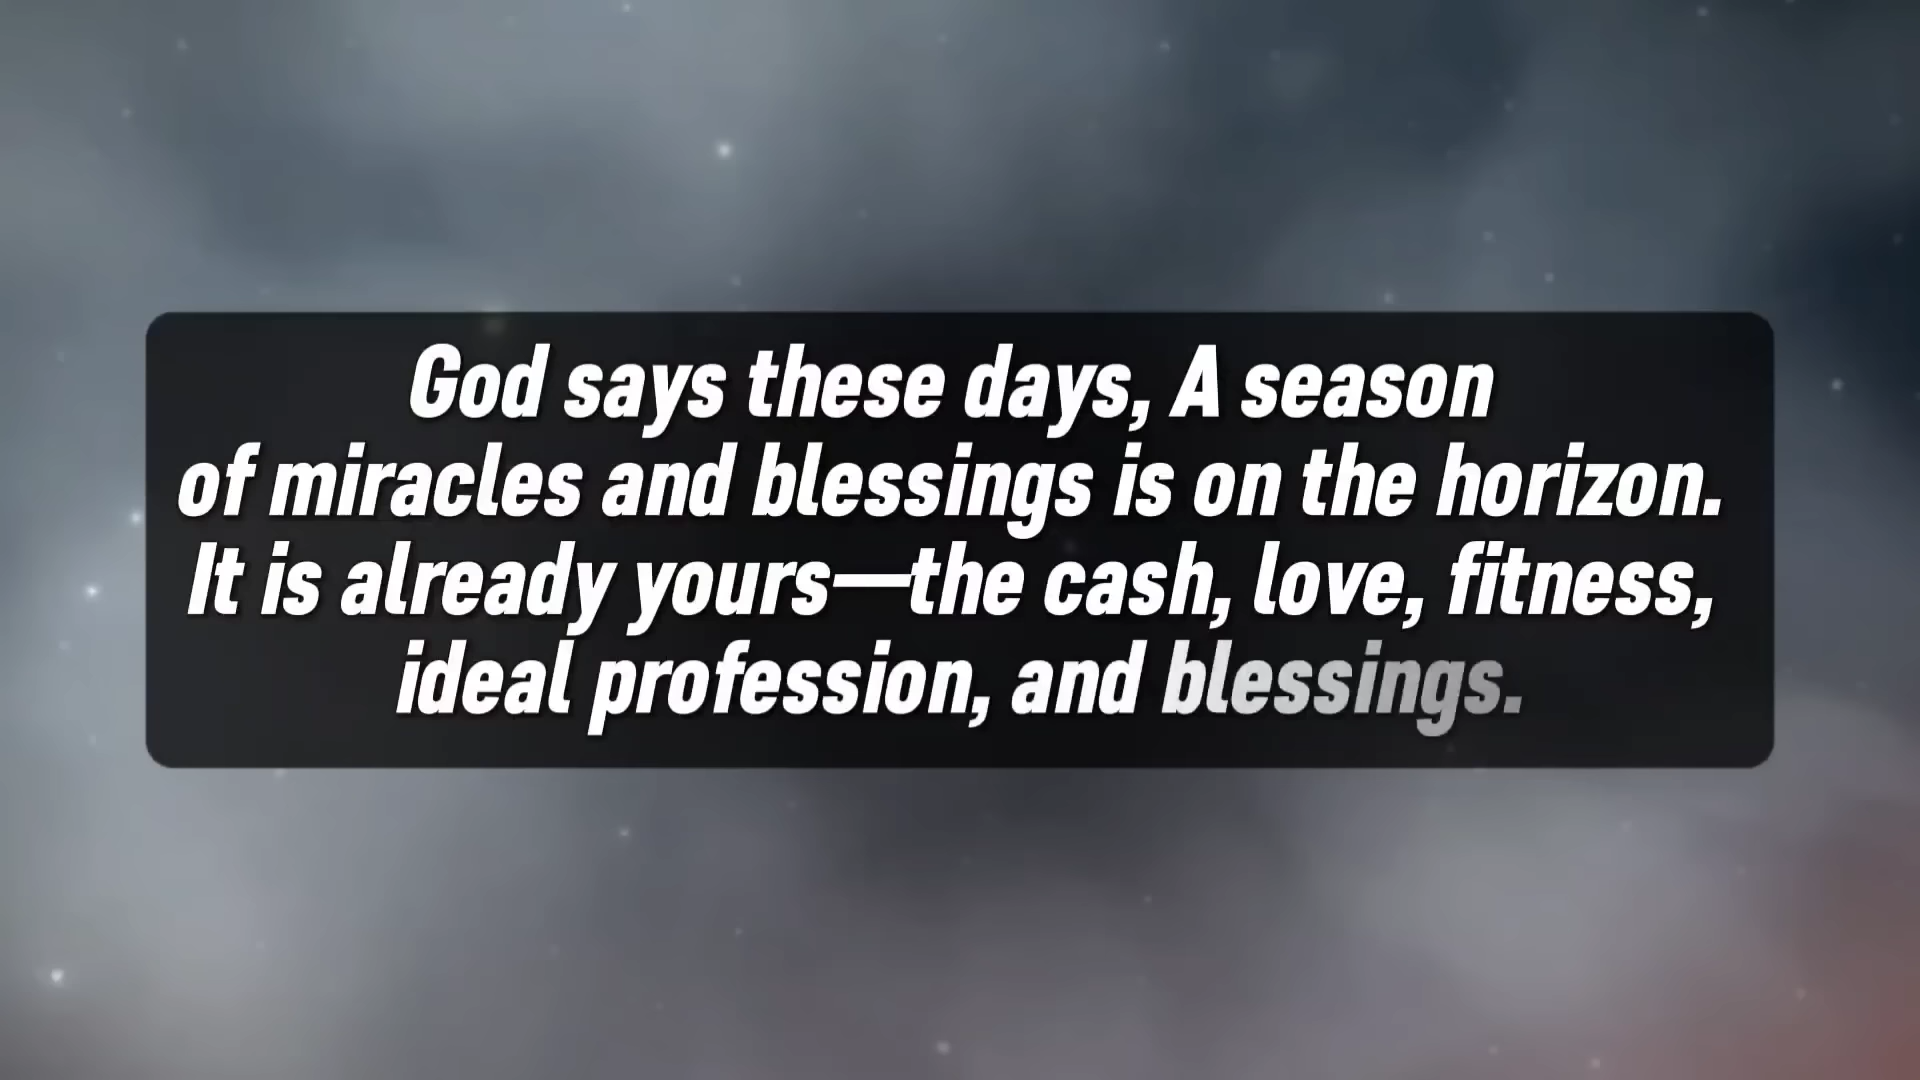 God says these days, A season
of miracles and blessings is on the horizon.
It is already yours—the cash, love, fitness,
ideal profession, and blessings.